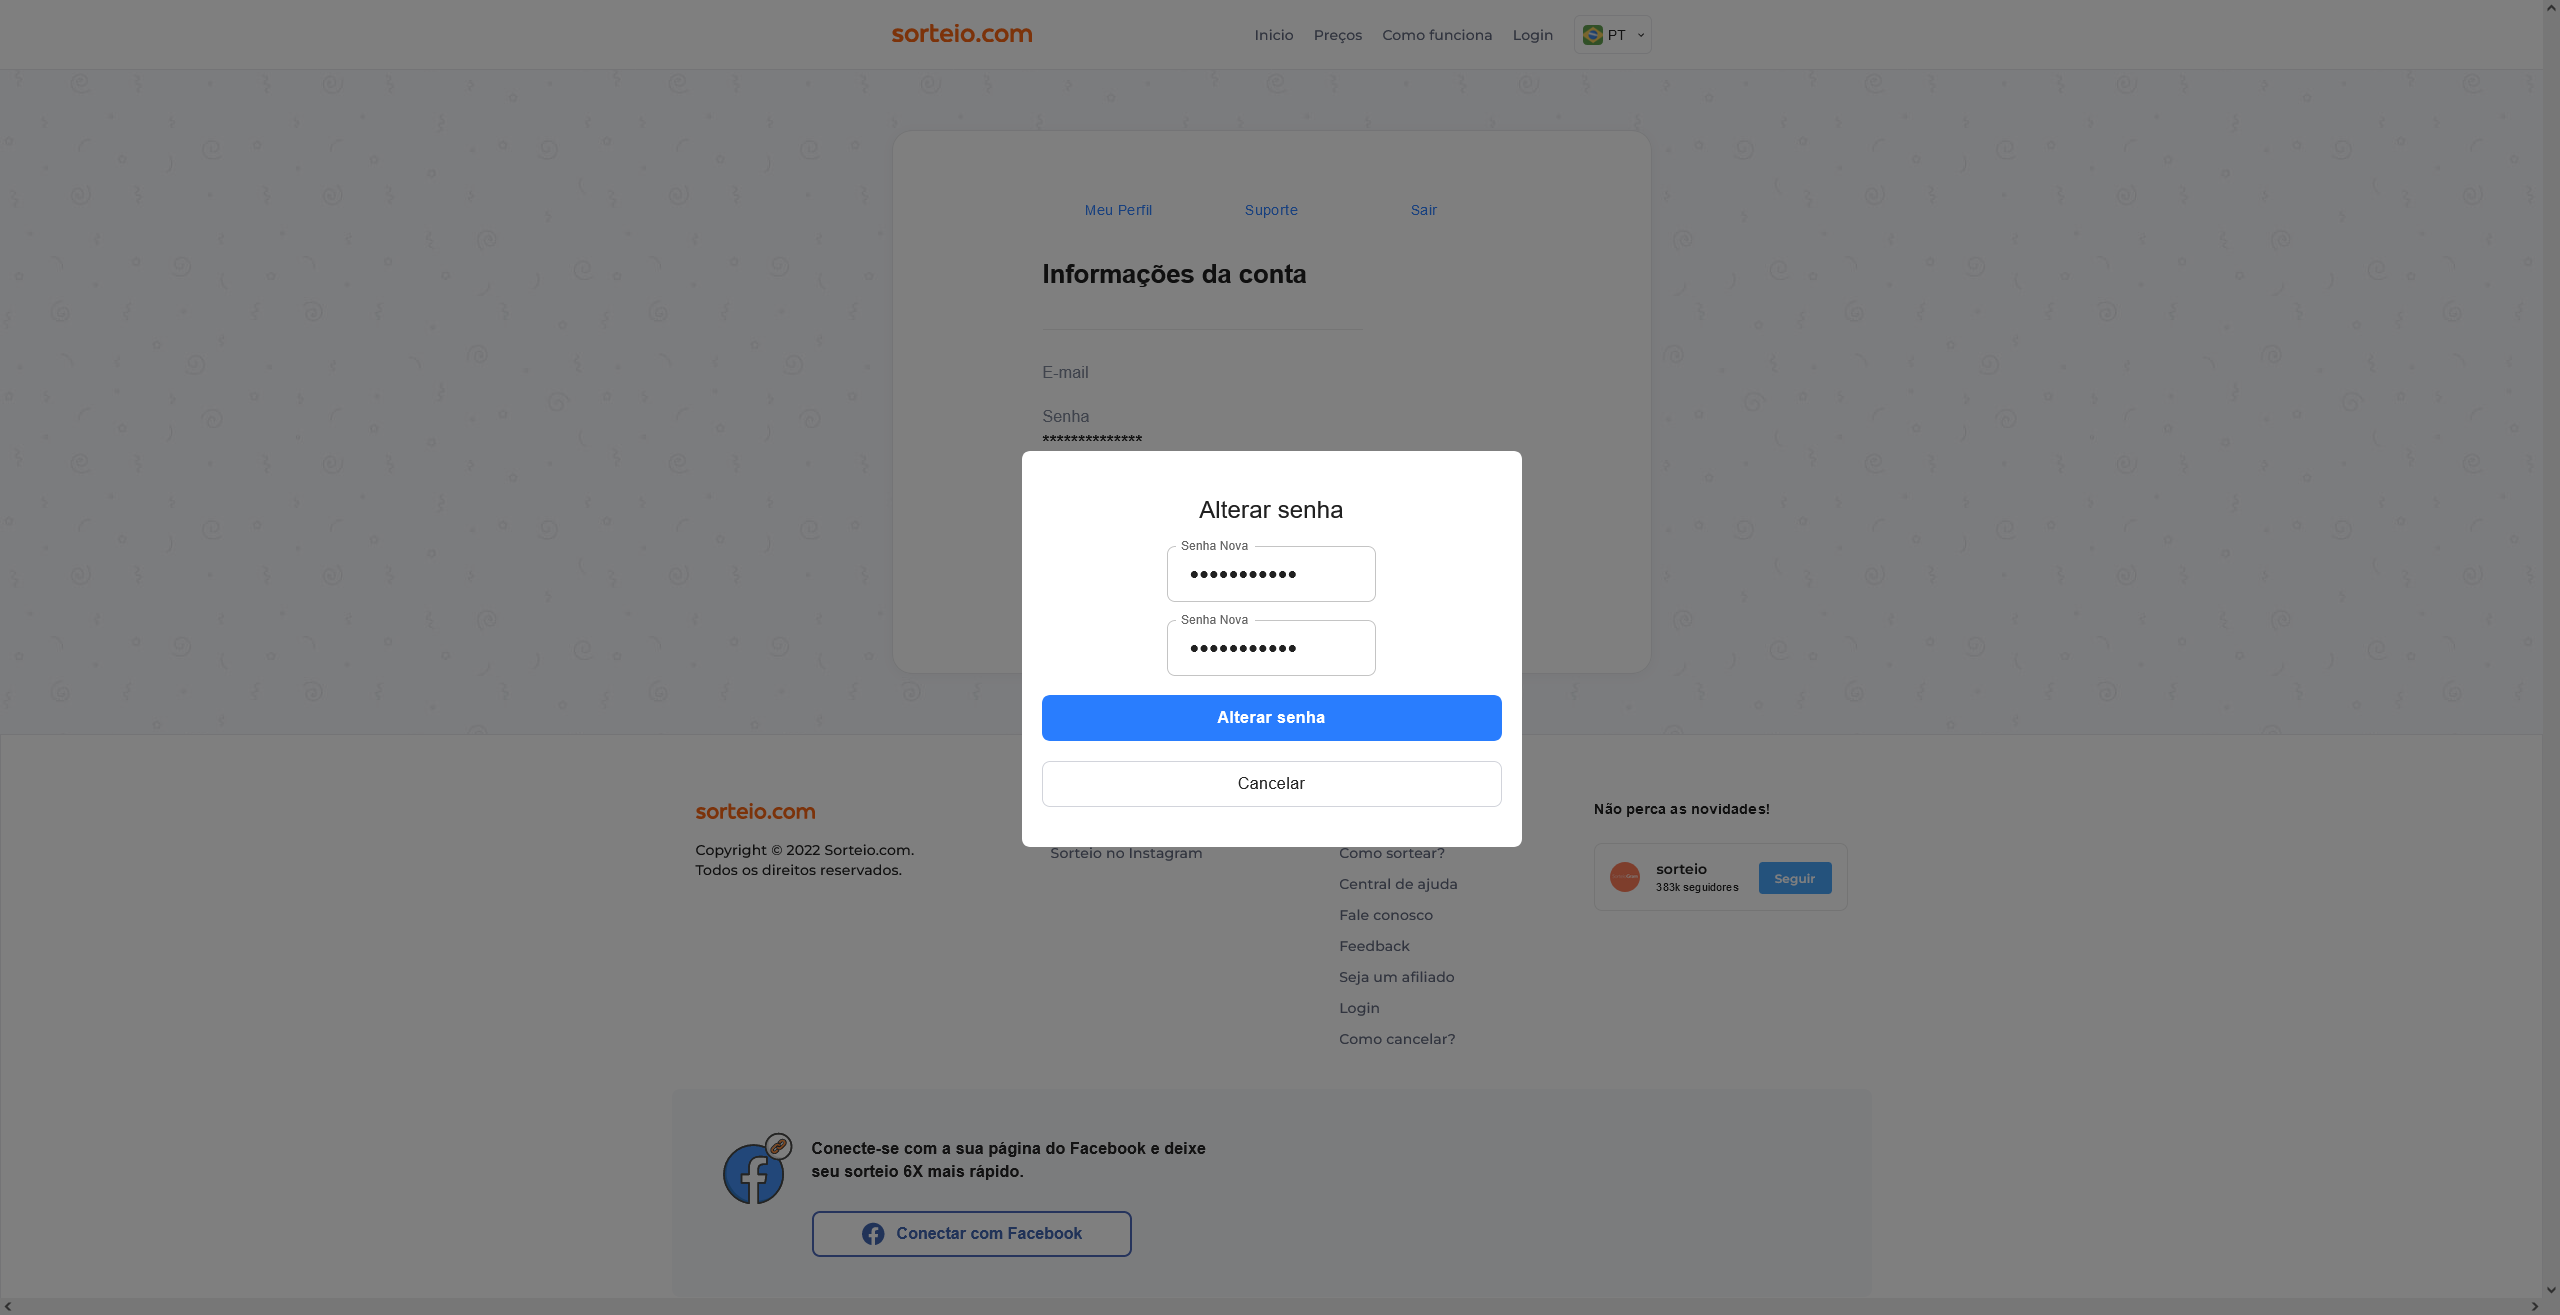 sorteio.com
Inicio Preços Como funciona Login PT
Meu Perfil Suporte Sair
Informações da conta
E-mail
Senha
**************
Alterar senha
Senha Nova
•••••••••••
Senha Nova
•••••••••••
Alterar senha
Cancelar
sorteio.com
Copyright © 2022 Sorteio.com.
Todos os direitos reservados.
Sorteio no Instagram
Como sortear?
Central de ajuda
Fale conosco
Feedback
Seja um afiliado
Login
Como cancelar?
Não perca as novidades!
sorteio
383k seguidores
Seguir
Conecte-se com a sua página do Facebook e deixe
seu sorteio 6X mais rápido.
Conectar com Facebook